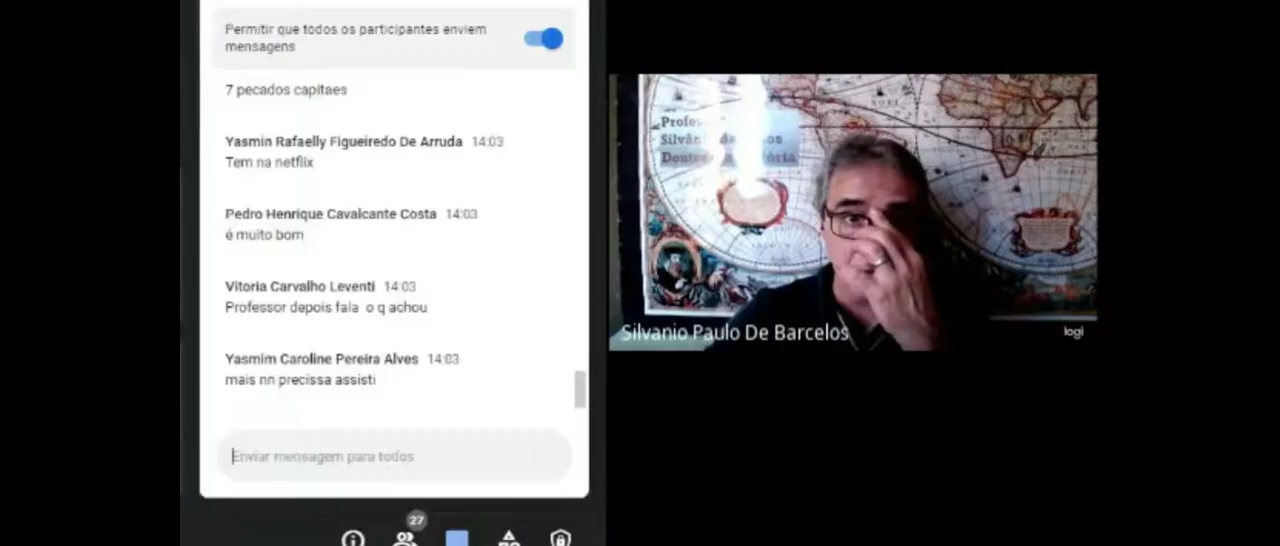 Permitir que todos os participantes enviem
mensagens
7 pecados capitaes
Yasmin Rafaelly Figueiredo De Arruda 14:03
Tem na netflix
Pedro Henrique Cavalcante Costa 14:03
é muito bom
Vitoria Carvalho Leventi 14:03
Professor depois fala o q achou
Yasmim Caroline Pereira Alves 14:03
mais nn precissa assisti
Enviar mensagem para todos
27
Silvanio Paulo De Barcelos
logi